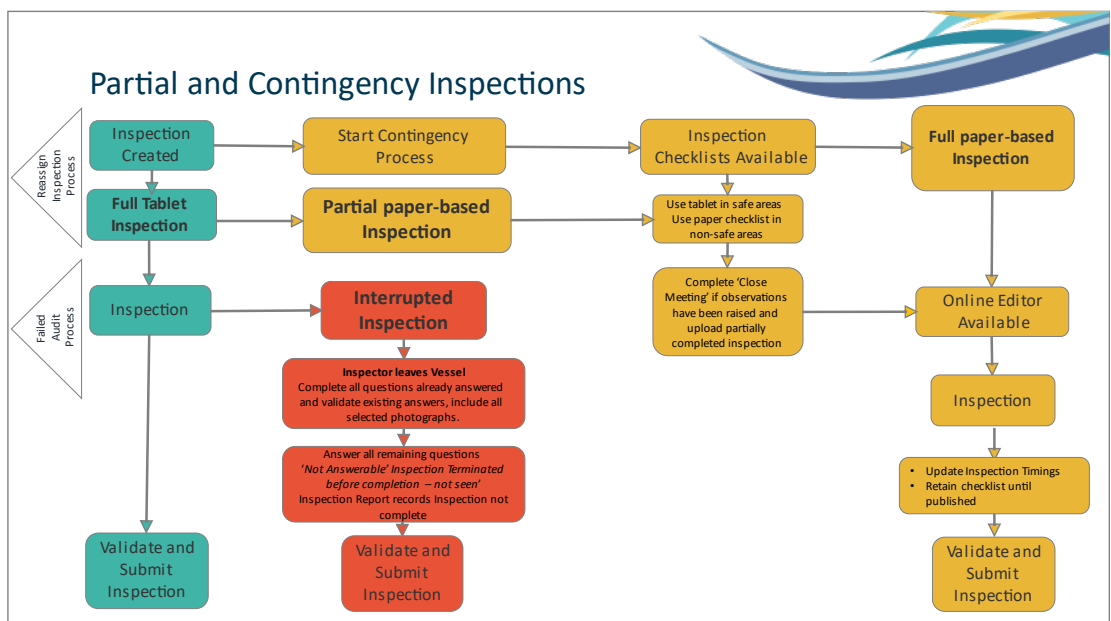 Partial and Contingency Inspections
Reassign
Inspection
Process
Inspection
Created
Start Contingency
Process
Inspection
Checklists Available
Full paper-based
Inspection
Full Tablet
Inspection
Partial paper-based
Inspection
Use tablet in safe areas
Use paper checklist in
non-safe areas
Failed
Audit
Process
Inspection
Interrupted
Inspection
Complete ‘Close
Meeting’ if observations
have been raised and
upload partially
completed inspection
Online Editor
Available
Inspector leaves Vessel
Complete all questions already answered
and validate existing answers, include all
selected photographs.
Inspection
Answer all remaining questions
‘Not Answerable’ Inspection Terminated
before completion – not seen’
Inspection Report records Inspection not
complete
• Update Inspection Timings
• Retain checklist until
published
Validate and
Submit
Inspection
Validate and
Submit
Inspection
Validate and
Submit
Inspection